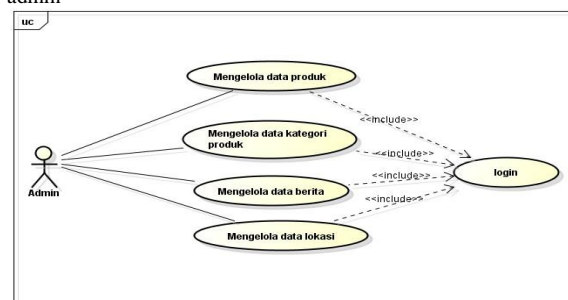 admin
uc
Mengelola data produk
<<include>>
Mengelola data kategori
produk
<<include>>
login
<<include>>
Admin
Mengelola data berita
<<include>>
Mengelola data lokasi